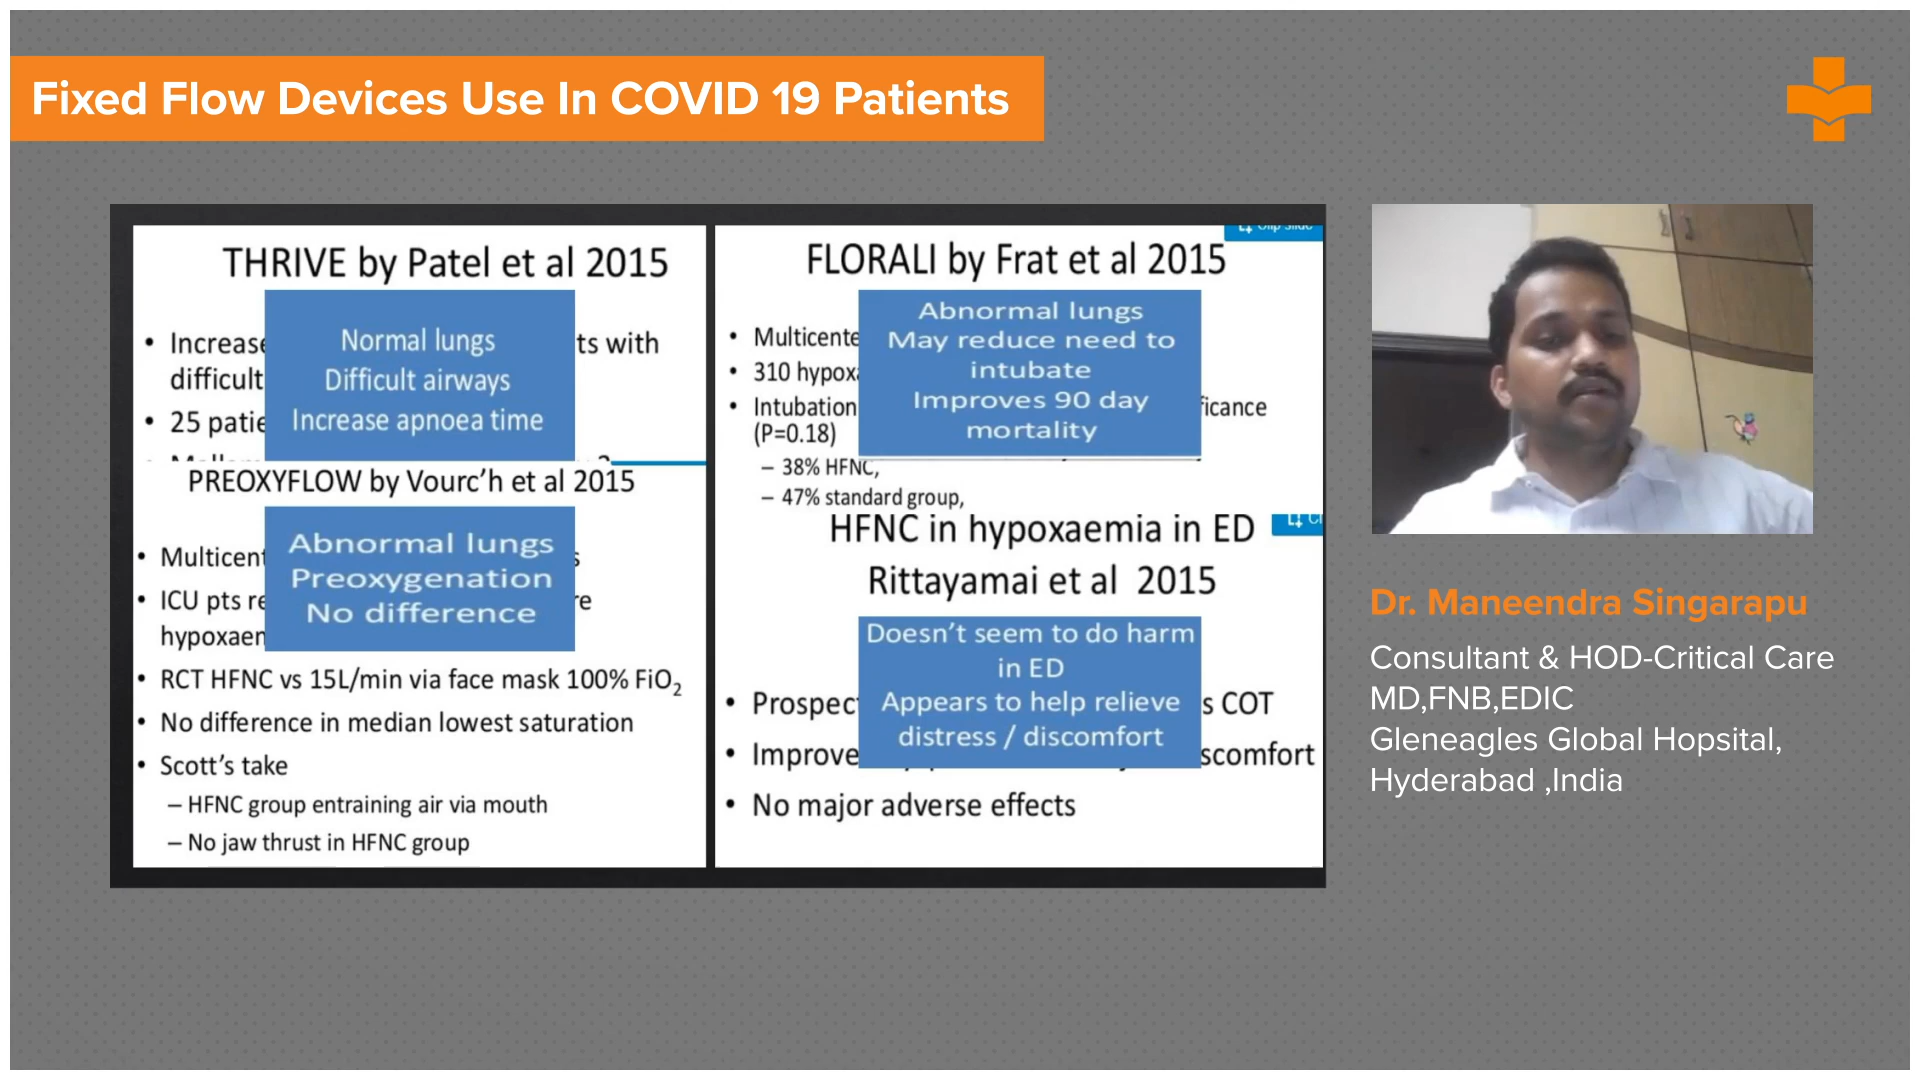 Fixed Flow Devices Use In COVID 19 Patients
THRIVE by Patel et al 2015
Normal lungs
Difficult airways
Increase apnoea time
• Increase
ts with
difficult
• 25 patie
PREOXYFLOW by Vourc’h et al 2015
Abnormal lungs
Preoxygenation
No difference
• Multicent
s
• ICU pts re
re
hypoxaem
• RCT HFNC vs 15L/min via face mask 100% FiO2
• No difference in median lowest saturation
• Scott’s take
– HFNC group entraining air via mouth
– No jaw thrust in HFNC group
Clip Slide
FLORALI by Frat et al 2015
Abnormal lungs
May reduce need to
intubate
Improves 90 day
mortality
• Multicente
• 310 hypoxa
• Intubation
ficance
(P=0.18)
– 38% HFNC,
– 47% standard group,
HFNC in hypoxaemia in ED
Rittayamai et al 2015
Doesn’t seem to do harm
in ED
Appears to help relieve
distress / discomfort
• Prospec
s COT
• Improve
scomfort
• No major adverse effects
Dr. Maneendra Singarapu
Consultant & HOD-Critical Care
MD,FNB,EDIC
Gleneagles Global Hopsital,
Hyderabad ,India